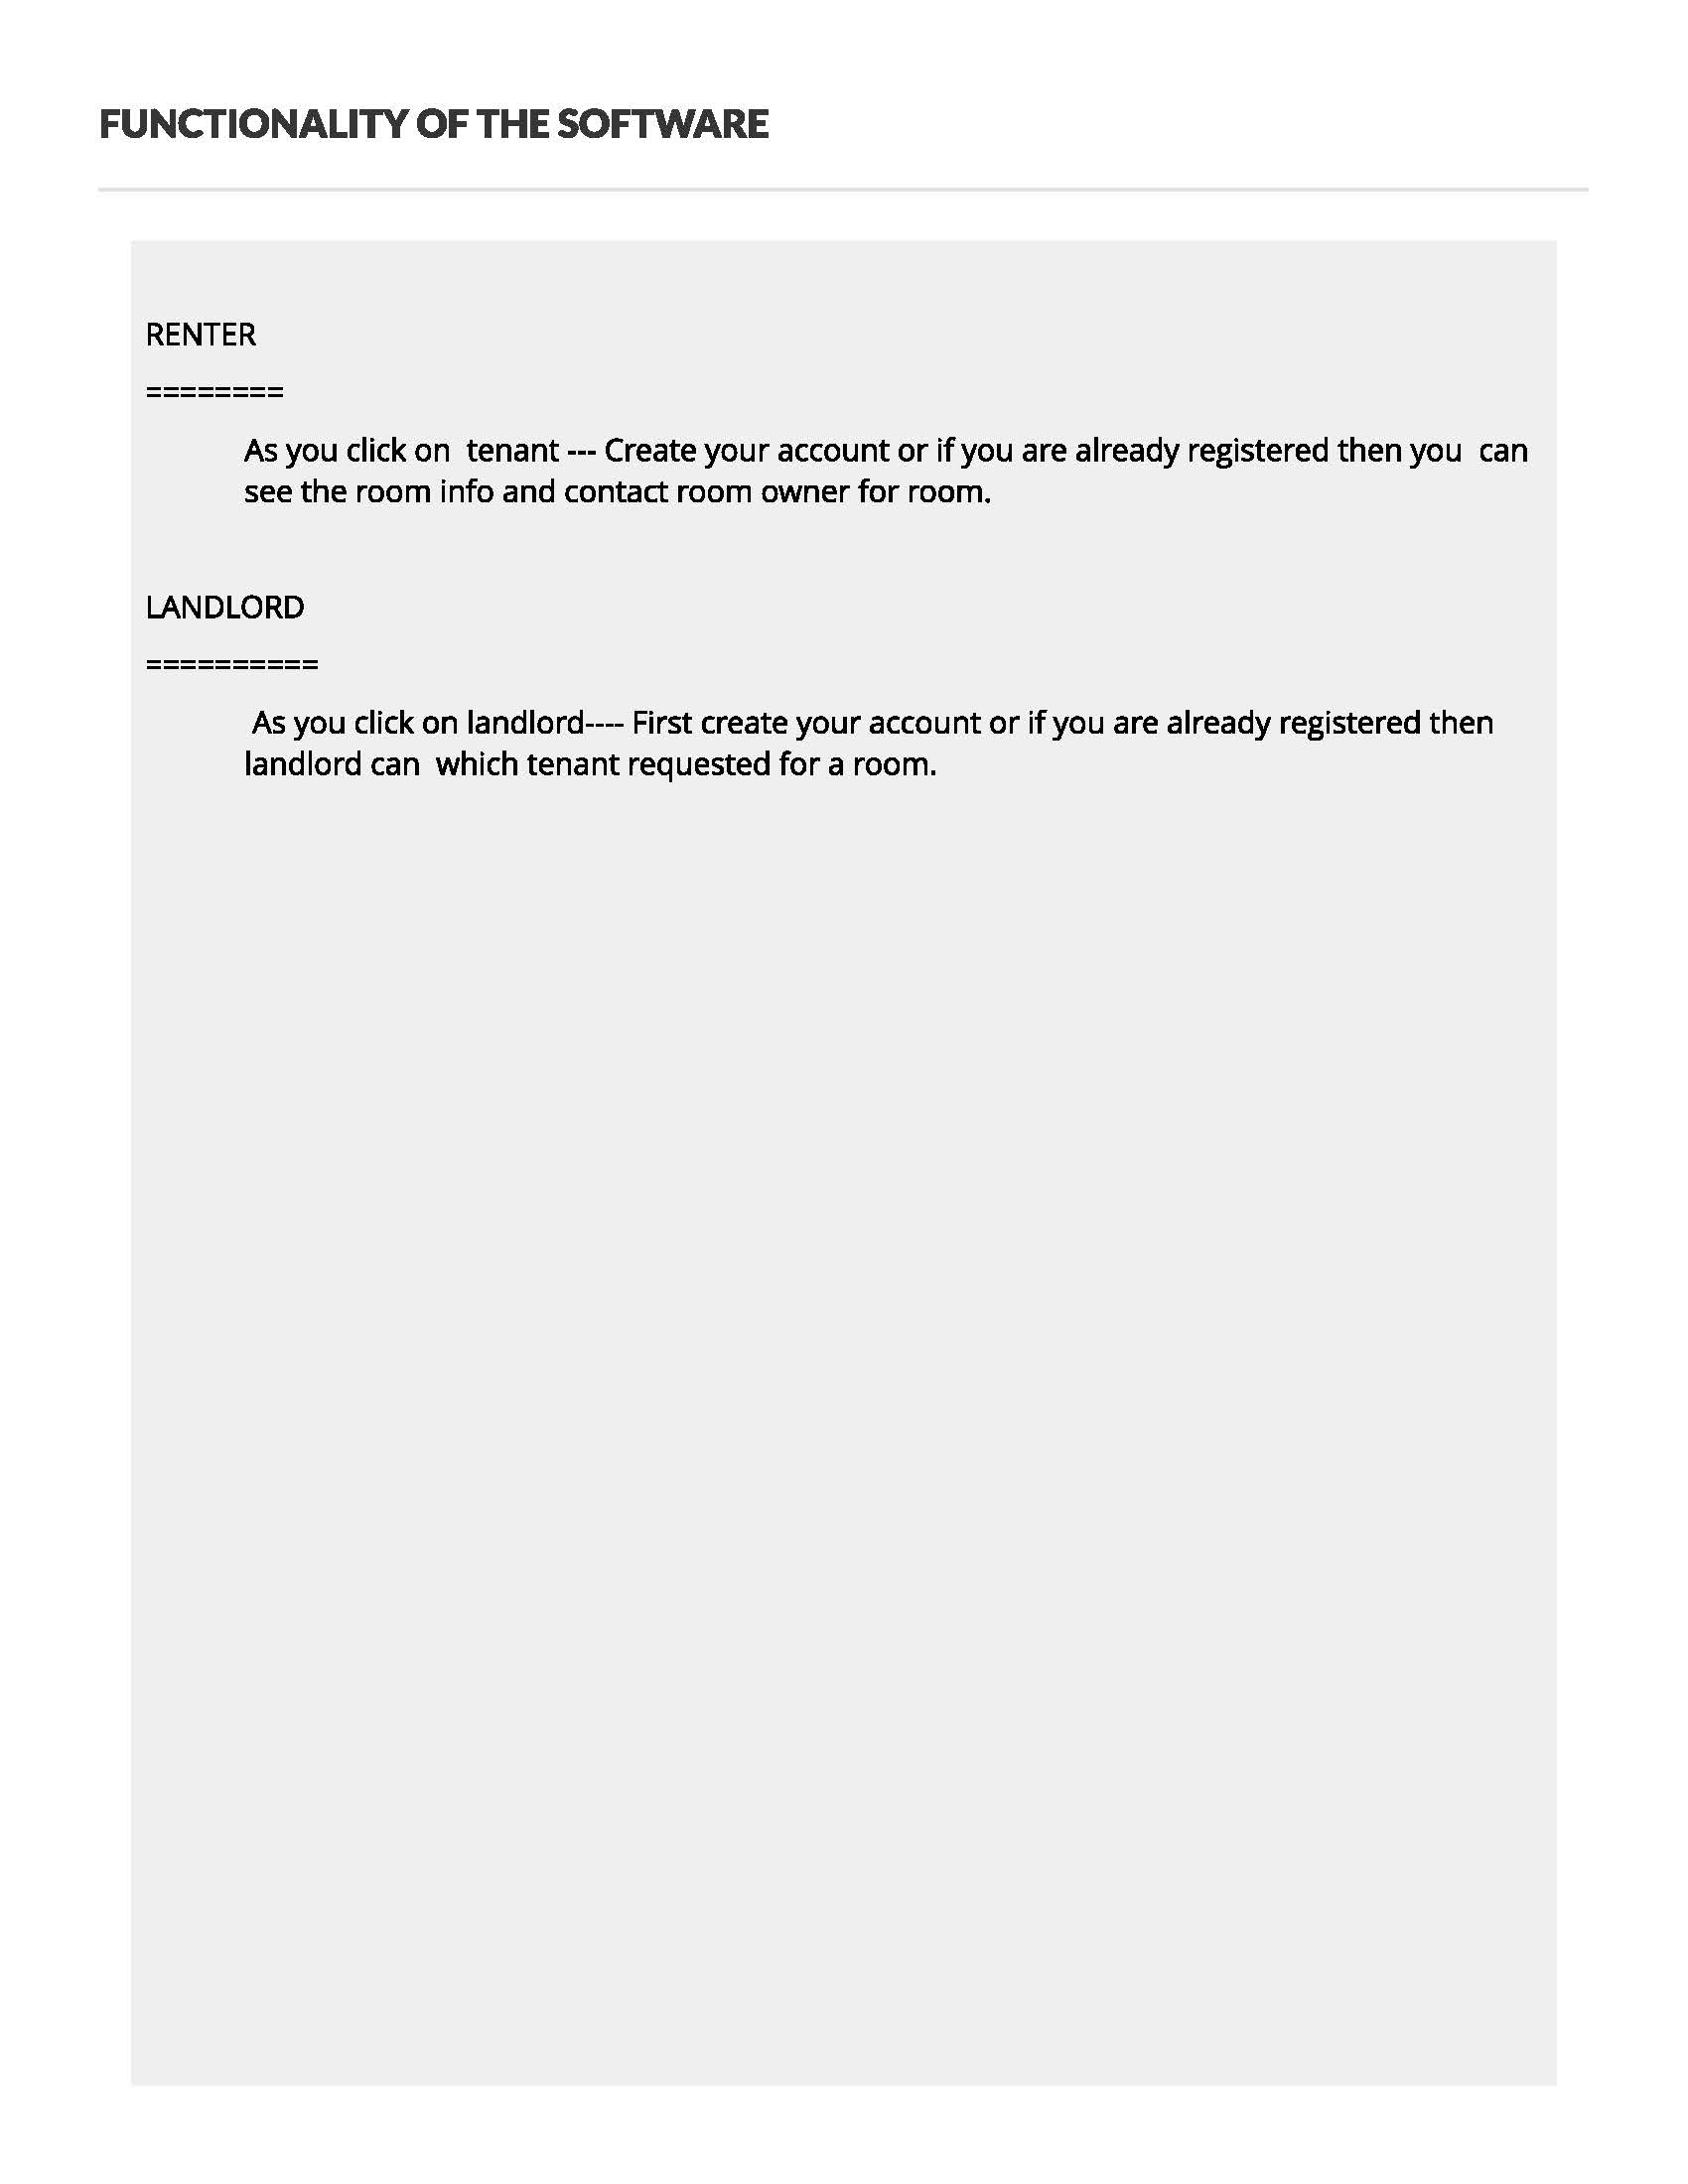 FUNCTIONALITY OF THE SOFTWARE
RENTER
========
As you click on  tenant --- Create your account or if you are already registered then you  can
see the room info and contact room owner for room.
LANDLORD
==========
As you click on landlord---- First create your account or if you are already registered then
landlord can  which tenant requested for a room.